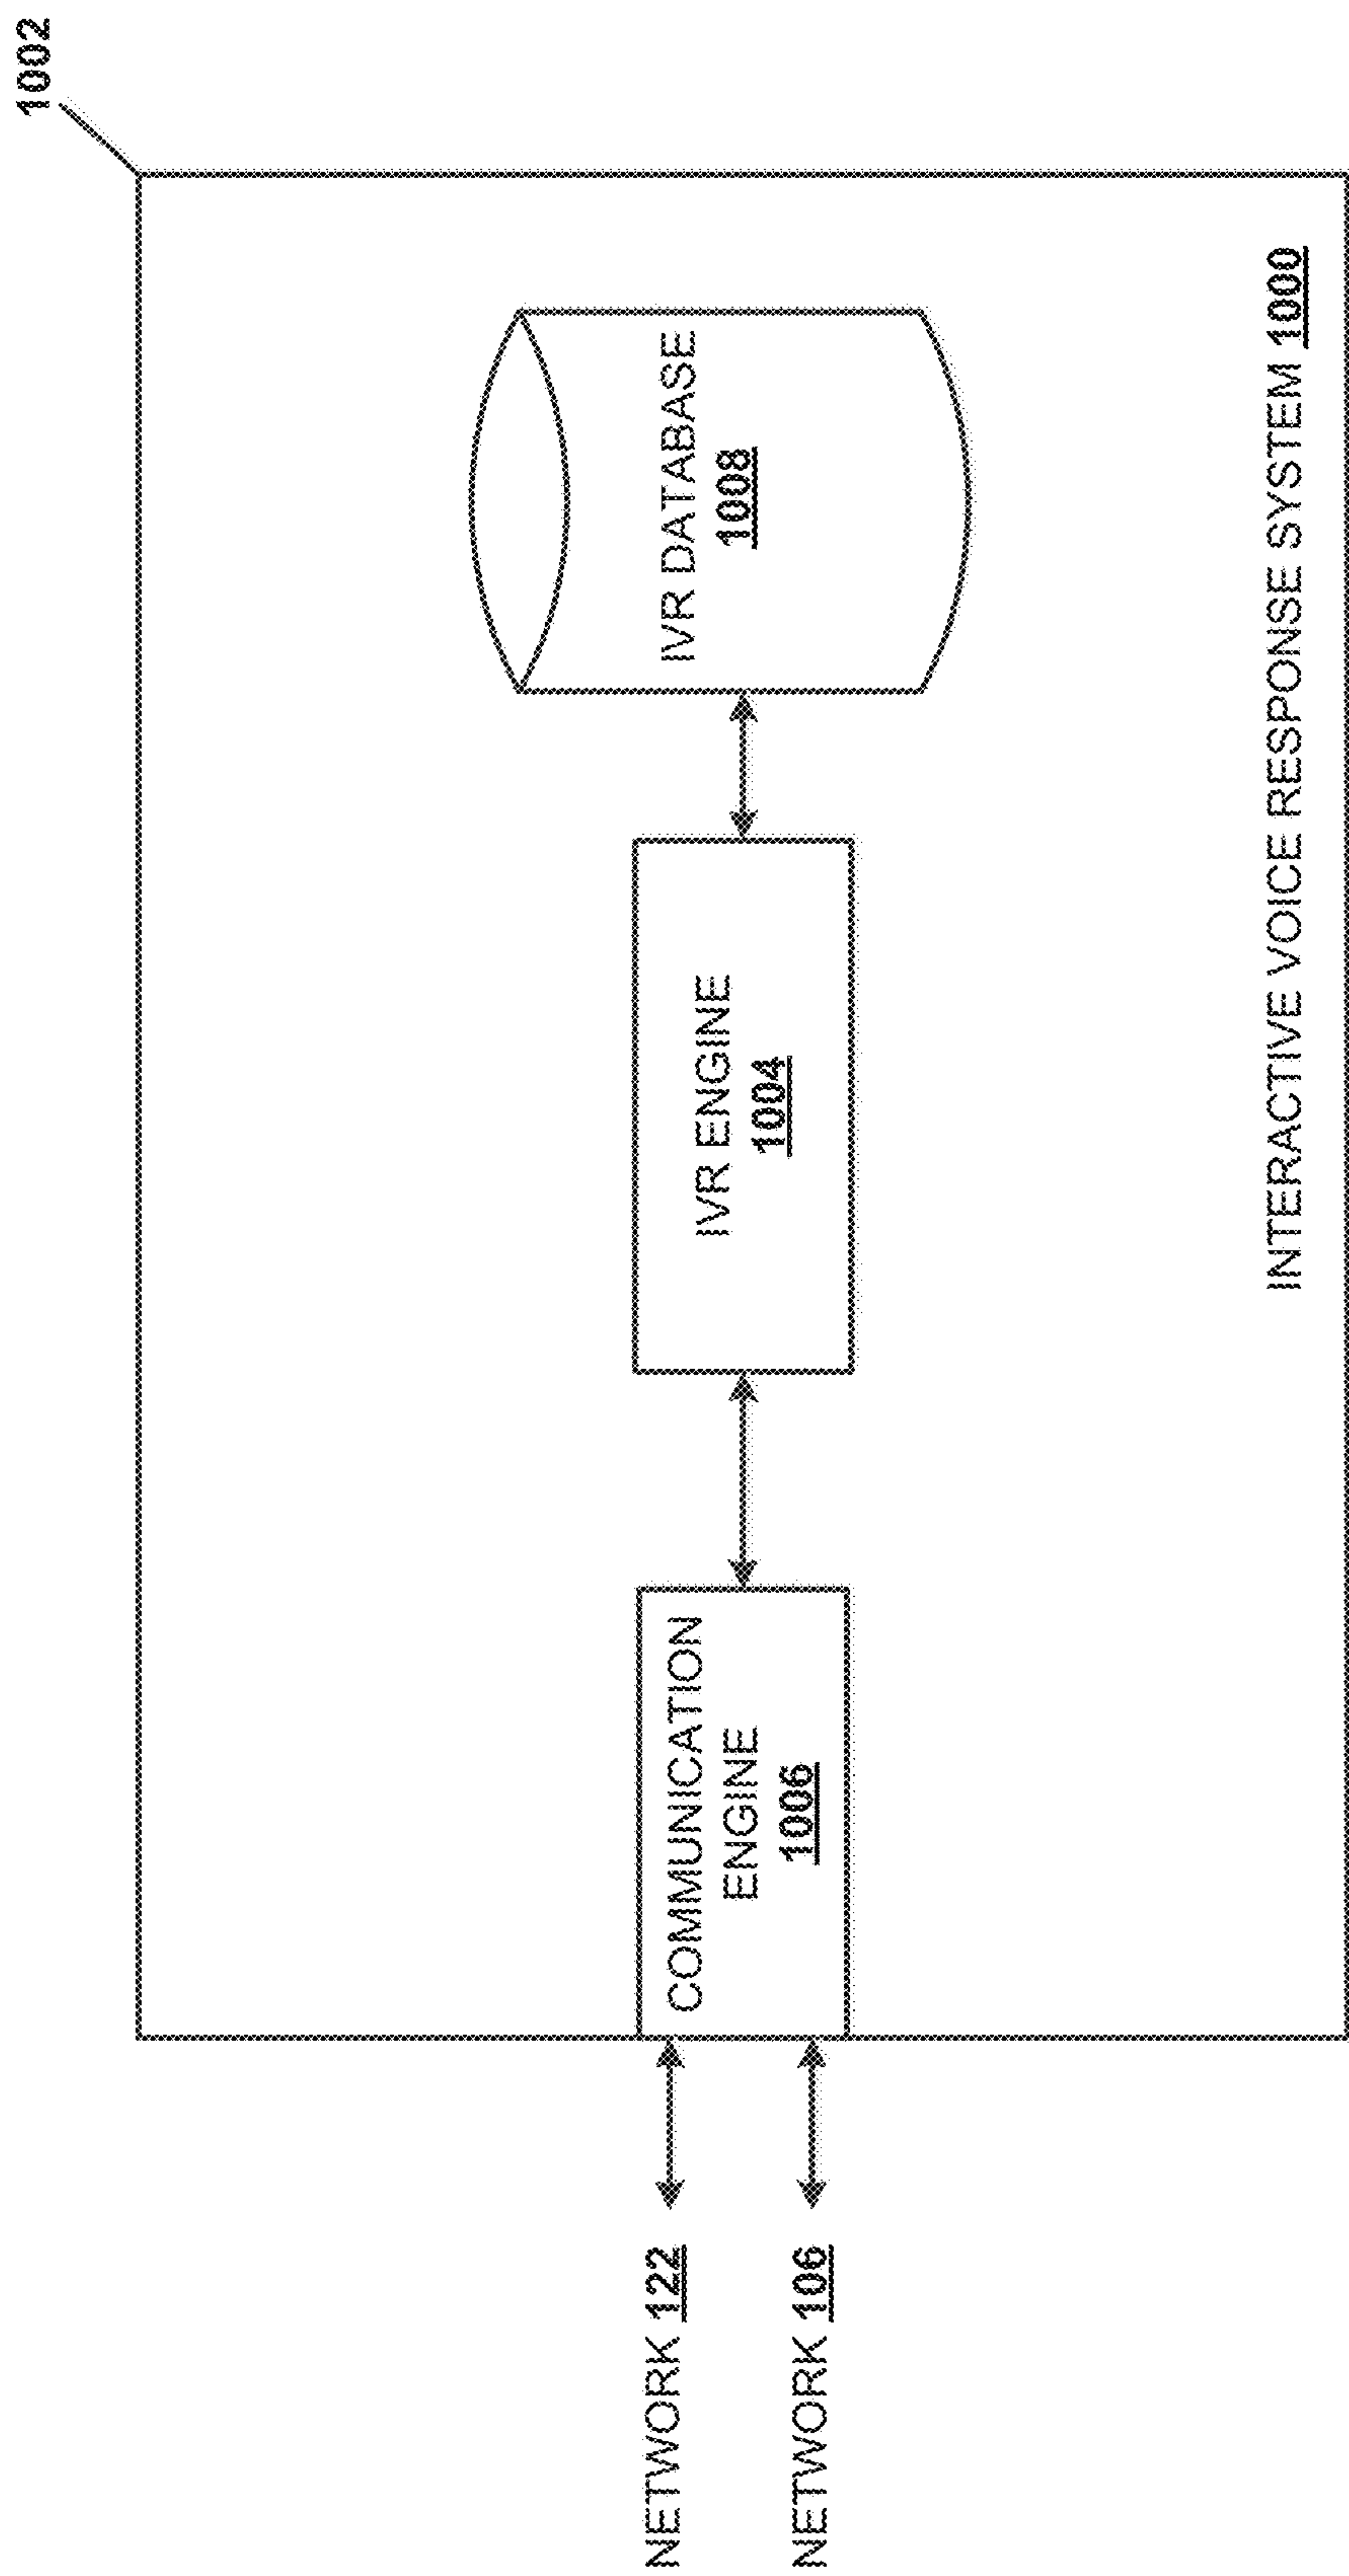 1002
NETWORK 122
NETWORK 106
COMMUNICATION
ENGINE
1006
IVR ENGINE
1004
IVR DATABASE
1008
INTERACTIVE VOICE RESPONSE SYSTEM 1000